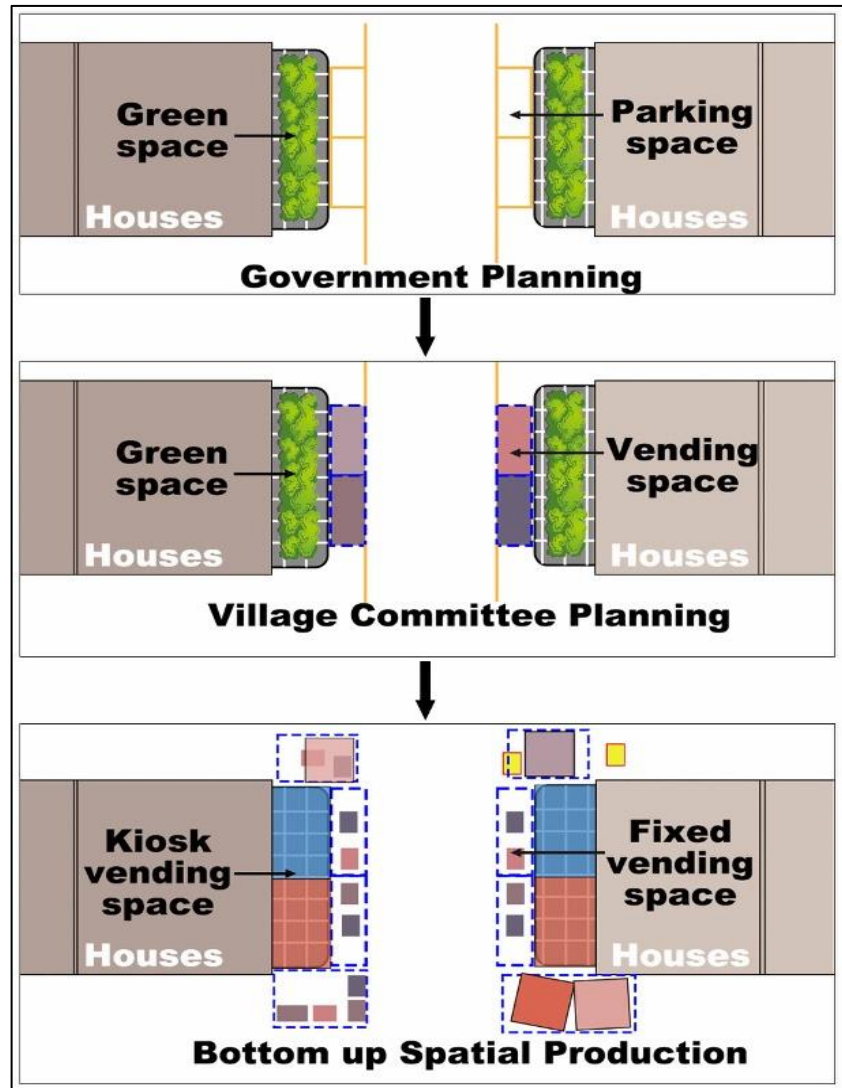 Green
space
Parking
space
Houses
Houses
Government Planning
Green
space
Vending
space
Houses
Houses
Village Committee Planning
Kiosk
vending
space
Fixed
vending
space
Houses
Houses
Bottom up Spatial Production